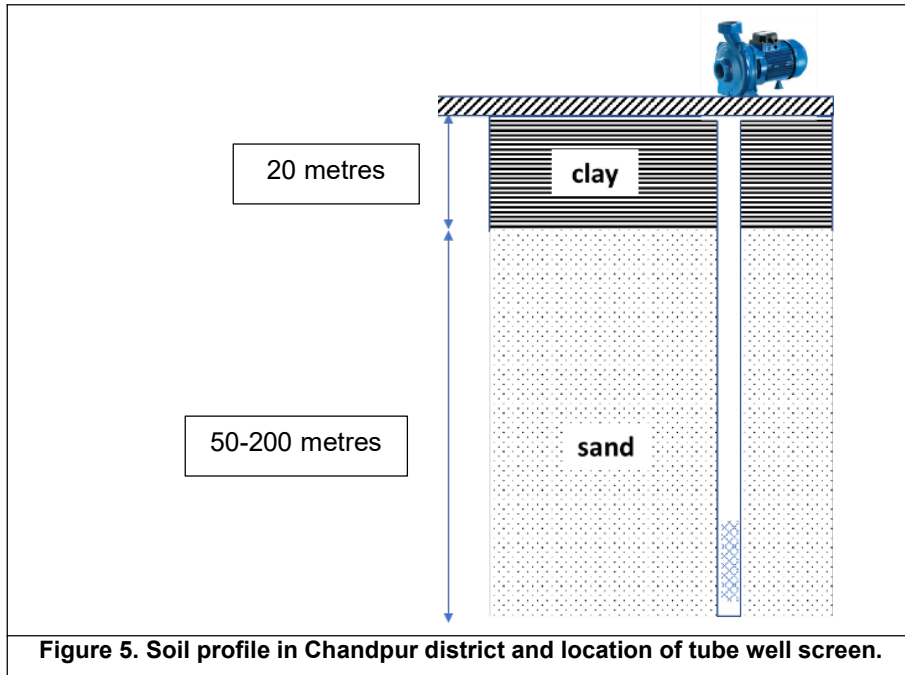 20 metres
clay
50-200 metres
sand
Figure 5. Soil profile in Chandpur district and location of tube well screen.